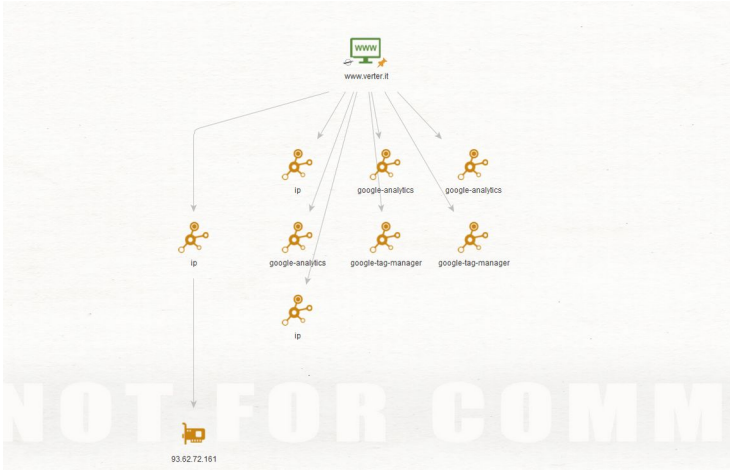 www
www.verter.it
ip
google-analytics
google-analytics
ip
google-analytics
google-tag-manager
google-tag-manager
ip
NOT FOR COMM
93.62.72.161